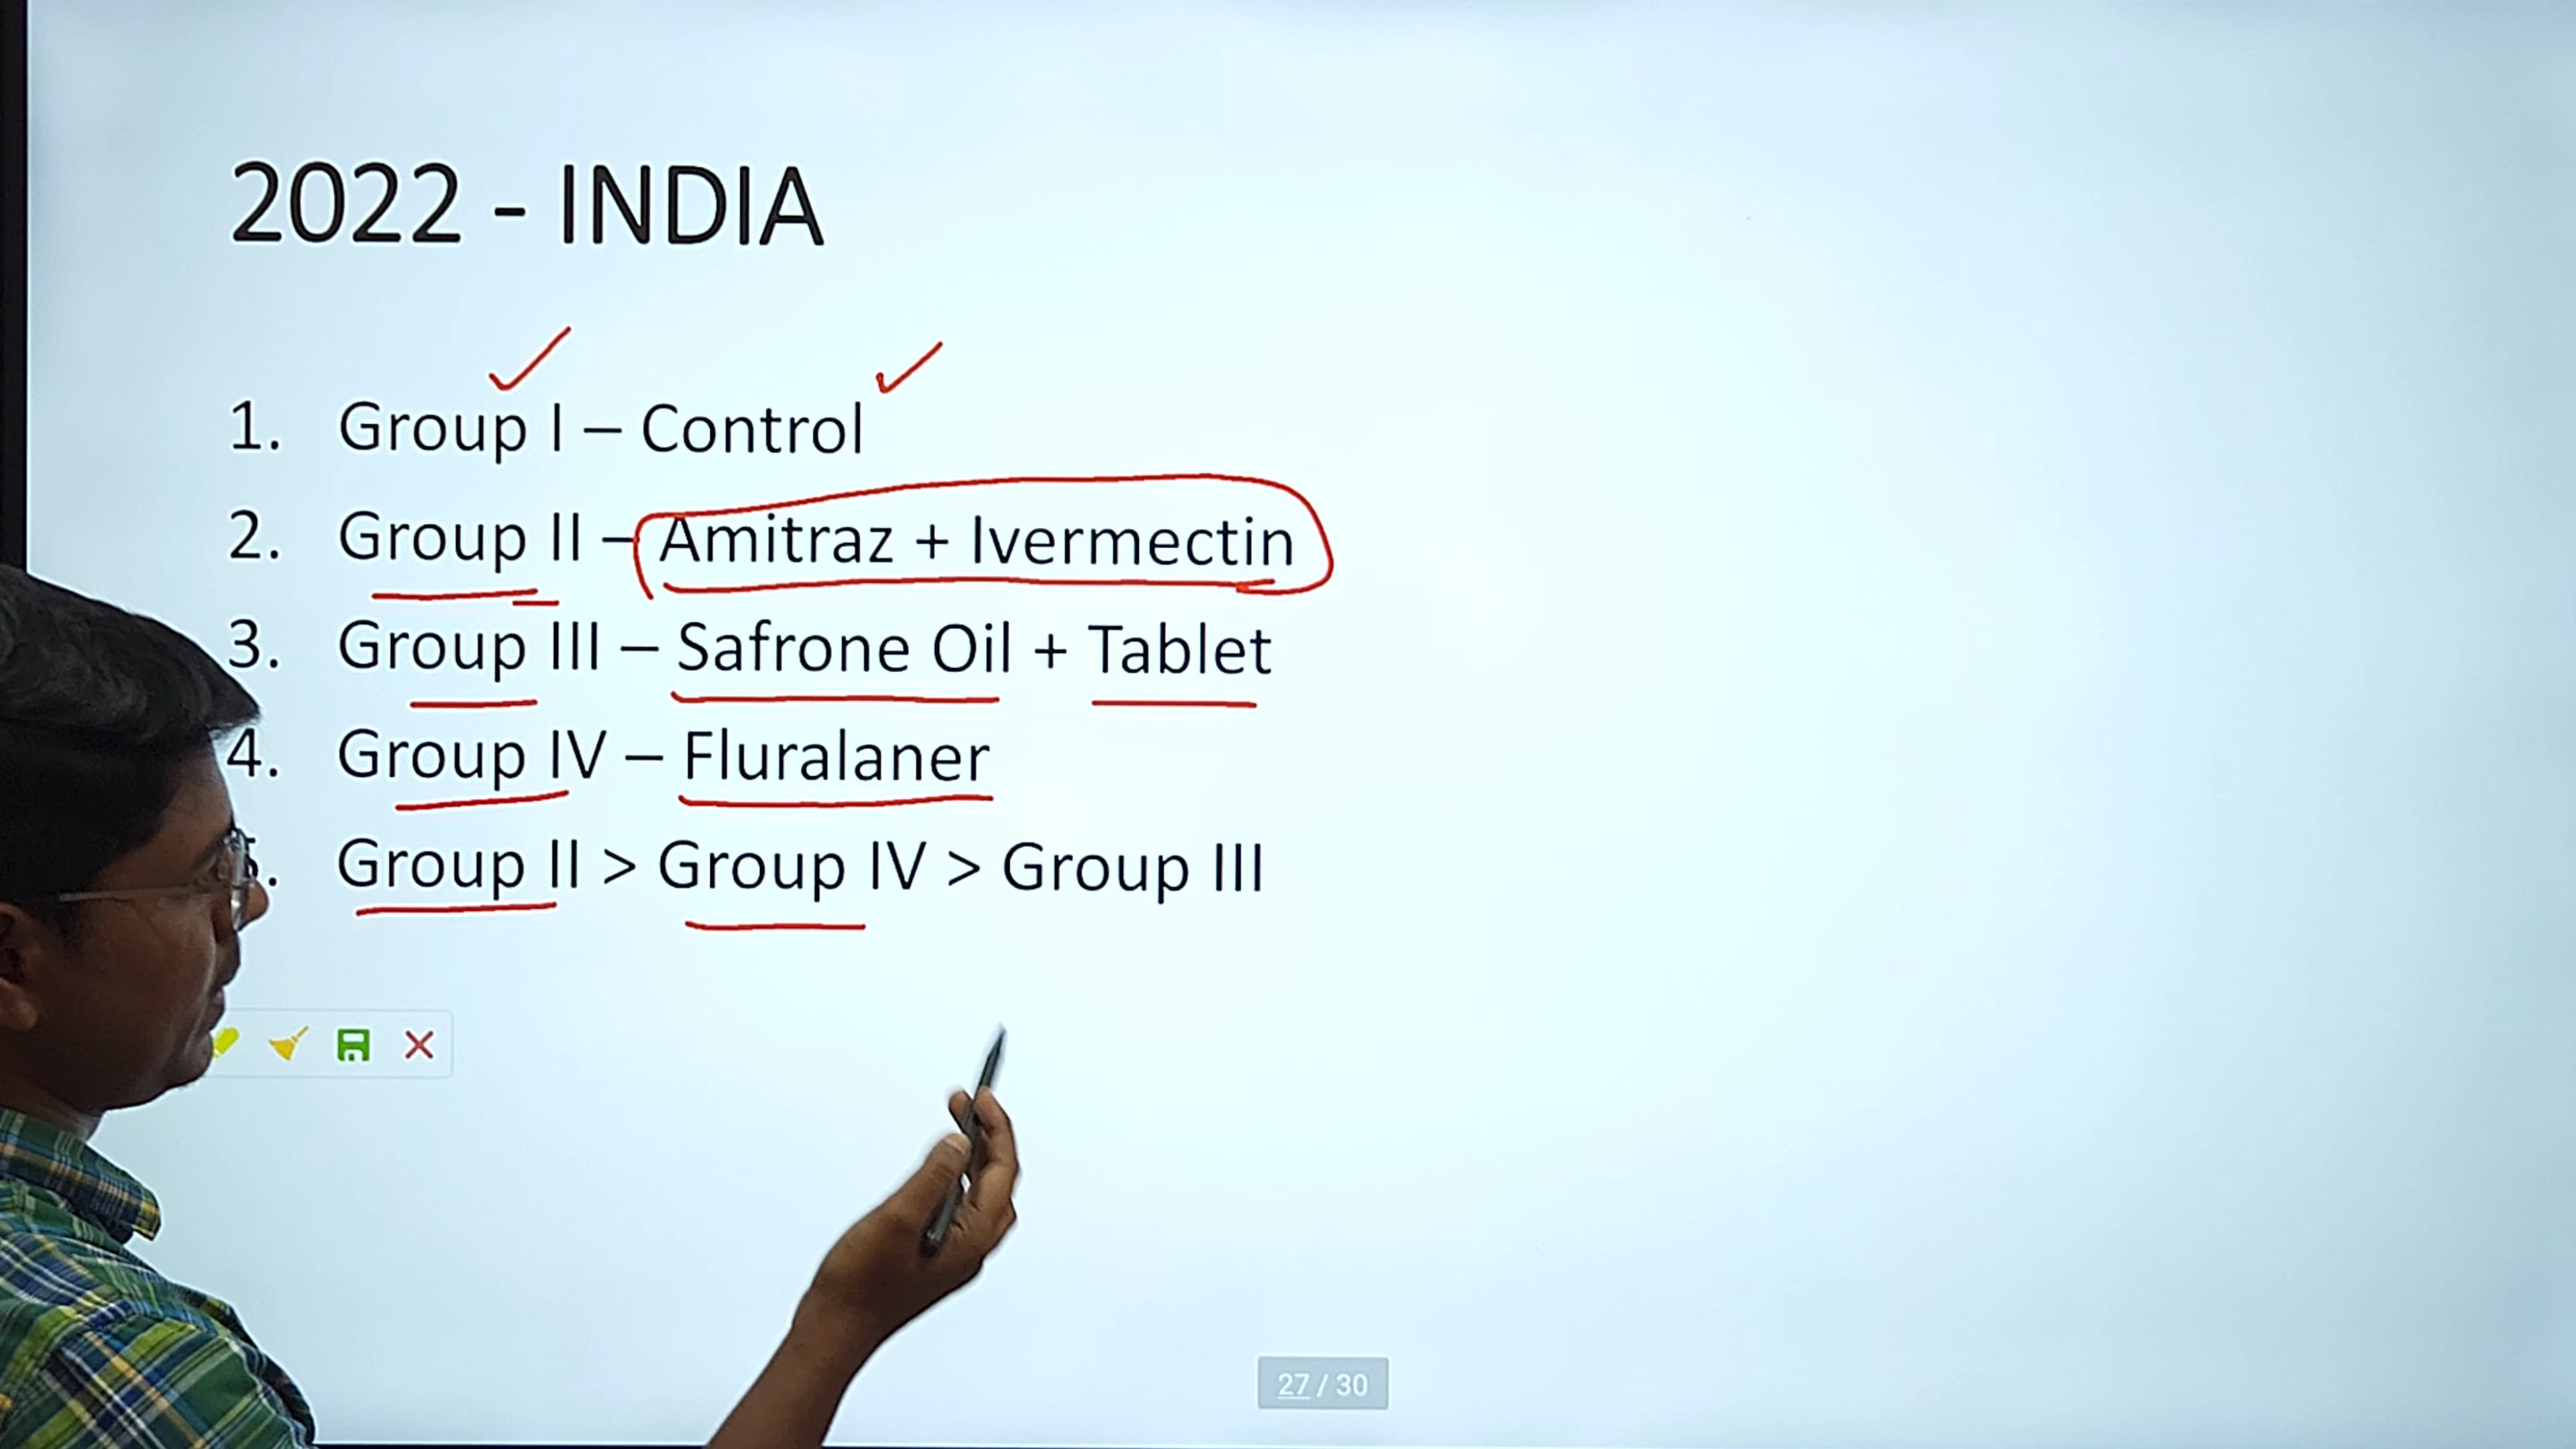 2022 - INDIA
1. Group I – Control
2. Group II – Amitraz + Ivermectin
3. Group III – Safrone Oil + Tablet
4. Group IV – Fluralaner
5. Group II > Group IV > Group III
27 / 30